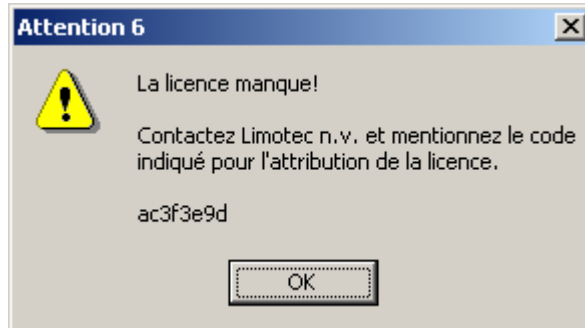 Attention 6
La licence manque!
Contactez Limotec n.v. et mentionnez le code
indiqué pour l'attribution de la licence.
ac3f3e9d
OK